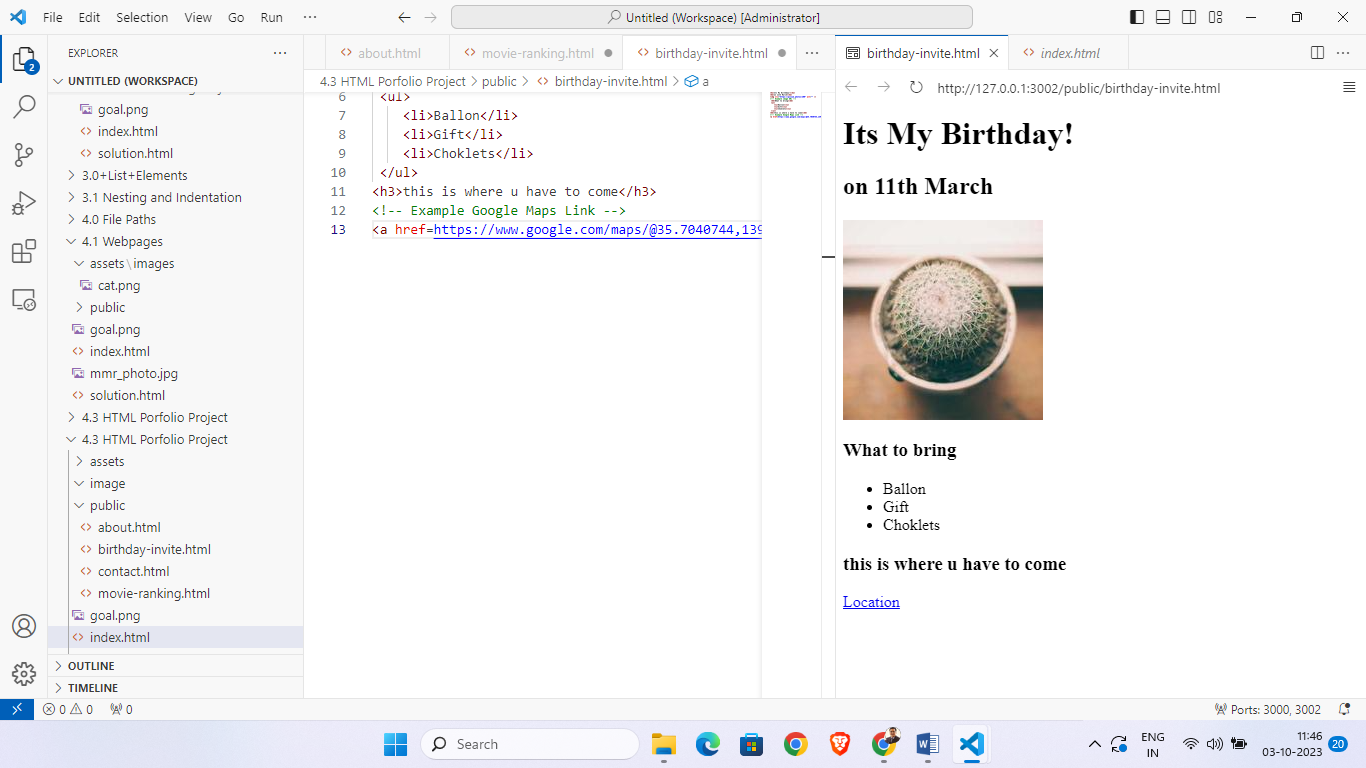 File Edit Selection View Go Run ···
Untitled (Workspace) [Administrator]
EXPLORER
UNTITLED (WORKSPACE)
goal.png
index.html
solution.html
3.0+List+Elements
3.1 Nesting and Indentation
4.0 File Paths
4.1 Webpages
assets\images
cat.png
public
goal.png
index.html
mmr_photo.jpg
solution.html
4.3 HTML Porfolio Project
4.3 HTML Porfolio Project
assets
image
public
about.html
birthday-invite.html
contact.html
movie-ranking.html
goal.png
index.html
OUTLINE
TIMELINE
2
about.html movie-ranking.html birthday-invite.html
4.3 HTML Porfolio Project > public > birthday-invite.html > a
6 <ul>
7 <li>Ballon</li>
8 <li>Gift</li>
9 <li>Choklets</li>
10 </ul>
11 <h3>this is where u have to come</h3>
12 <!-- Example Google Maps Link -->
13 <a href=https://www.google.com/maps/@35.7040744,139
birthday-invite.html index.html
http://127.0.0.1:3002/public/birthday-invite.html
Its My Birthday!
on 11th March
What to bring
Ballon
Gift
Choklets
this is where u have to come
Location
0 0 0
Ports: 3000, 3002
Search
ENG
IN
11:46
03-10-2023
20